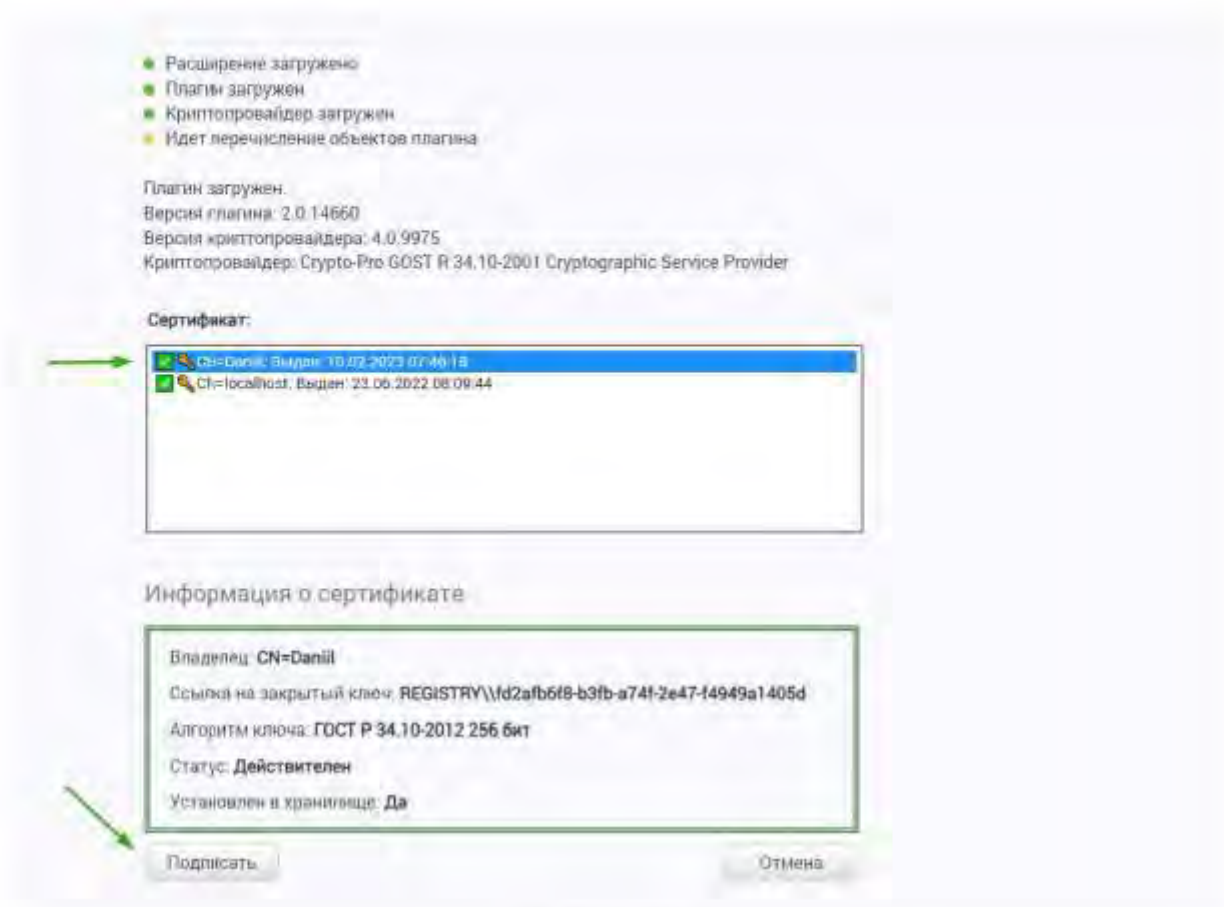 Расширение загружено
Плагин загружен
Криптопровайдер загружен
Идет перечисление объектов плагина
Плагин загружен.
Версия плагина: 2.0.14660
Версия криптопровайдера: 4.0.9975
Криптопровайдер: Crypto-Pro GOST R 34.10-2001 Cryptographic Service Provider
Сертификат:
CN=Daniil; Выдан: 10.02.2023 07:46:18
CN=localhost; Выдан: 23.06.2022 08:09:44
Информация о сертификате
Владелец: CN=Daniil
Ссылка на закрытый ключ: REGISTRY\\fd2afb6f8-b3fb-a74f-2e47-f4949a1405d
Алгоритм ключа: ГОСТ Р 34.10-2012 256 бит
Статус: Действителен
Установлен в хранилище: Да
Подписать
Отмена